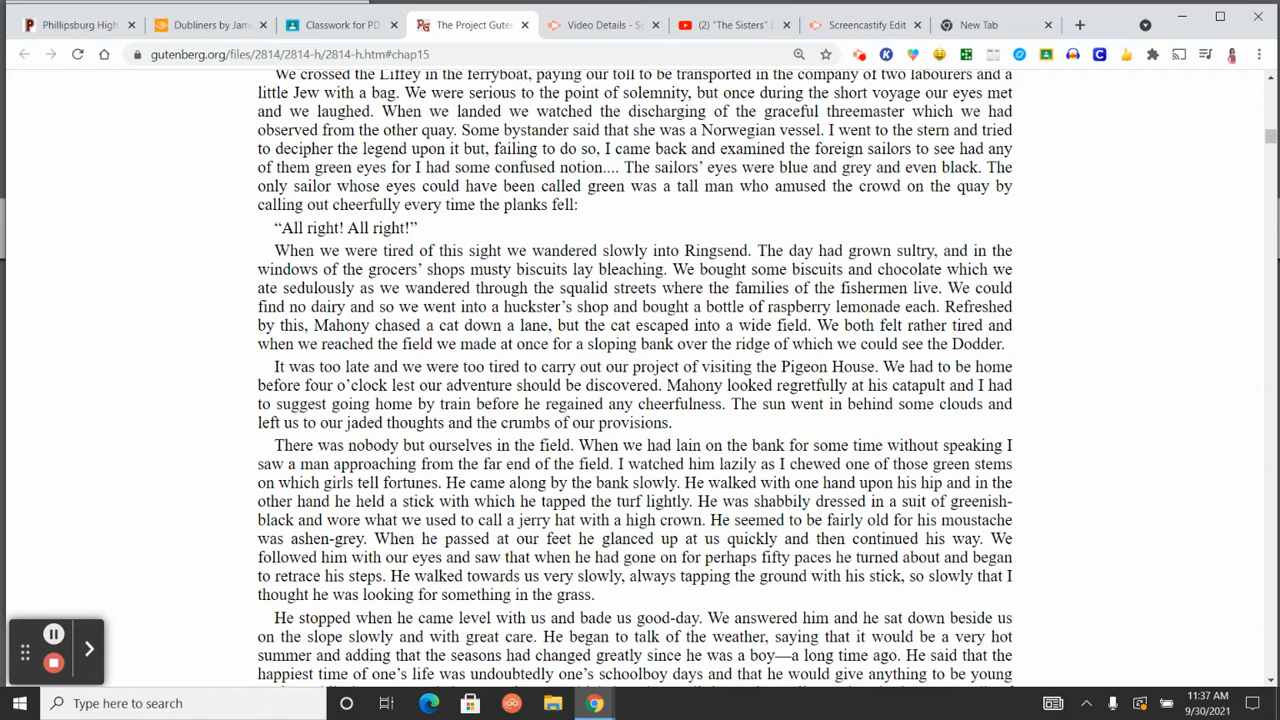 Phillipsburg High
Dubliners by Jam
Classwork for PD
The Project Guter
Video Details - Sc
(2) "The Sisters" D
Screencastify Edit
New Tab
gutenberg.org/files/2814/2814-h/2814-h.htm#chap15
We crossed the Liffey in the ferryboat, paying our toll to be transported in the company of two labourers and a
little Jew with a bag. We were serious to the point of solemnity, but once during the short voyage our eyes met
and we laughed. When we landed we watched the discharging of the graceful threemaster which we had
observed from the other quay. Some bystander said that she was a Norwegian vessel. I went to the stern and tried
to decipher the legend upon it but, failing to do so, I came back and examined the foreign sailors to see had any
of them green eyes for I had some confused notion.... The sailors’ eyes were blue and grey and even black. The
only sailor whose eyes could have been called green was a tall man who amused the crowd on the quay by
calling out cheerfully every time the planks fell:
“All right! All right!”
When we were tired of this sight we wandered slowly into Ringsend. The day had grown sultry, and in the
windows of the grocers’ shops musty biscuits lay bleaching. We bought some biscuits and chocolate which we
ate sedulously as we wandered through the squalid streets where the families of the fishermen live. We could
find no dairy and so we went into a huckster’s shop and bought a bottle of raspberry lemonade each. Refreshed
by this, Mahony chased a cat down a lane, but the cat escaped into a wide field. We both felt rather tired and
when we reached the field we made at once for a sloping bank over the ridge of which we could see the Dodder.
It was too late and we were too tired to carry out our project of visiting the Pigeon House. We had to be home
before four o’clock lest our adventure should be discovered. Mahony looked regretfully at his catapult and I had
to suggest going home by train before he regained any cheerfulness. The sun went in behind some clouds and
left us to our jaded thoughts and the crumbs of our provisions.
There was nobody but ourselves in the field. When we had lain on the bank for some time without speaking I
saw a man approaching from the far end of the field. I watched him lazily as I chewed one of those green stems
on which girls tell fortunes. He came along by the bank slowly. He walked with one hand upon his hip and in the
other hand he held a stick with which he tapped the turf lightly. He was shabbily dressed in a suit of greenish-
black and wore what we used to call a jerry hat with a high crown. He seemed to be fairly old for his moustache
was ashen-grey. When he passed at our feet he glanced up at us quickly and then continued his way. We
followed him with our eyes and saw that when he had gone on for perhaps fifty paces he turned about and began
to retrace his steps. He walked towards us very slowly, always tapping the ground with his stick, so slowly that I
thought he was looking for something in the grass.
He stopped when he came level with us and bade us good-day. We answered him and he sat down beside us
on the slope slowly and with great care. He began to talk of the weather, saying that it would be a very hot
summer and adding that the seasons had changed greatly since he was a boy—a long time ago. He said that the
happiest time of one’s life was undoubtedly one’s schoolboy days and that he would give anything to be young
Type here to search
11:37 AM
9/30/2021